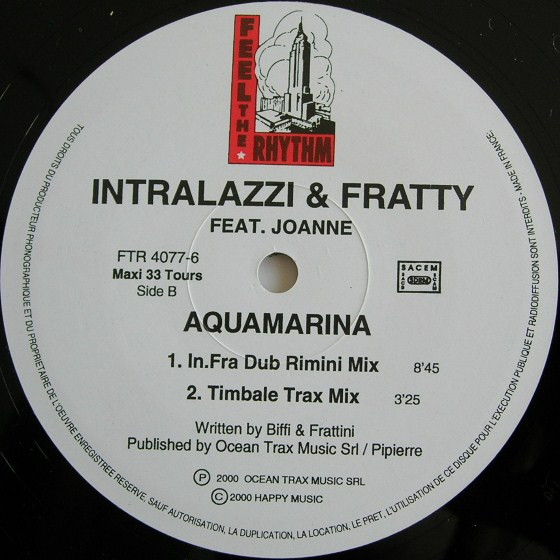 FEEL THE
RHYTHM
INTRALAZZI & FRATTY
FEAT. JOANNE
FTR 4077-6
Maxi 33 Tours
Side B
SACEM
SACD
SDRM
SCAM
AQUAMARINA
1. In.Fra Dub Rimini Mix 8'45
2. Timbale Trax Mix 3'25
Written by Biffi & Frattini
Published by Ocean Trax Music Srl / Pipierre
P 2000 OCEAN TRAX MUSIC SRL
© 2000 HAPPY MUSIC
TOUS DROITS DU PRODUCTEUR PHONOGRAPHIQUE ET DU PROPRIETAIRE DE L'OEUVRE ENREGISTREE RESERVE, SAUF AUTORISATION, LA DUPLICATION, LA LOCATION, LE PRET, L'UTILISATION DE CE DISQUE POUR L'EXECUTION PUBLIQUE ET RADIODIFFUSION SONT INTERDITS - MADE IN FRANCE.